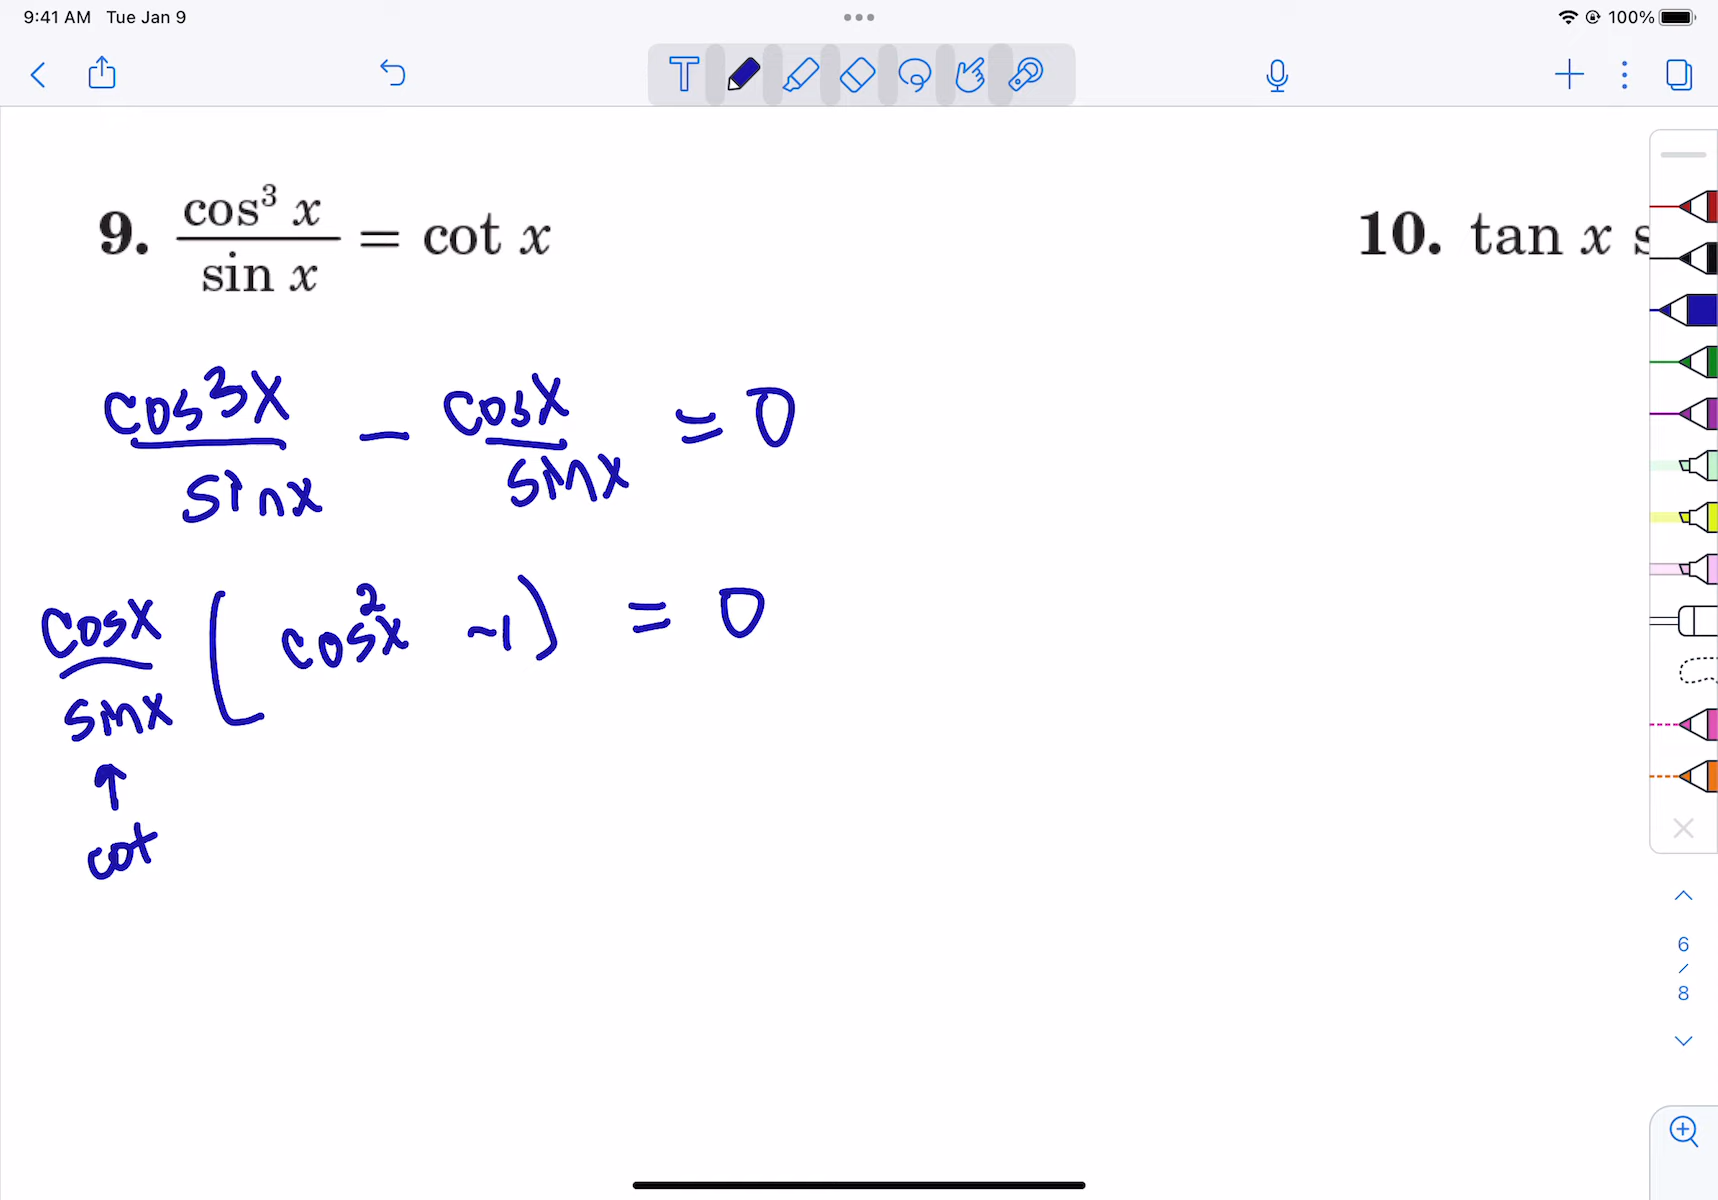 9:41 AM Tue Jan 9
100%
T
9. cos³ x / sin x = cot x
10. tan x s
cos³x / sinx − cosx / sinx = 0
cosx / sinx ( cos²x -1 ) = 0
↑
cot
6
/
8